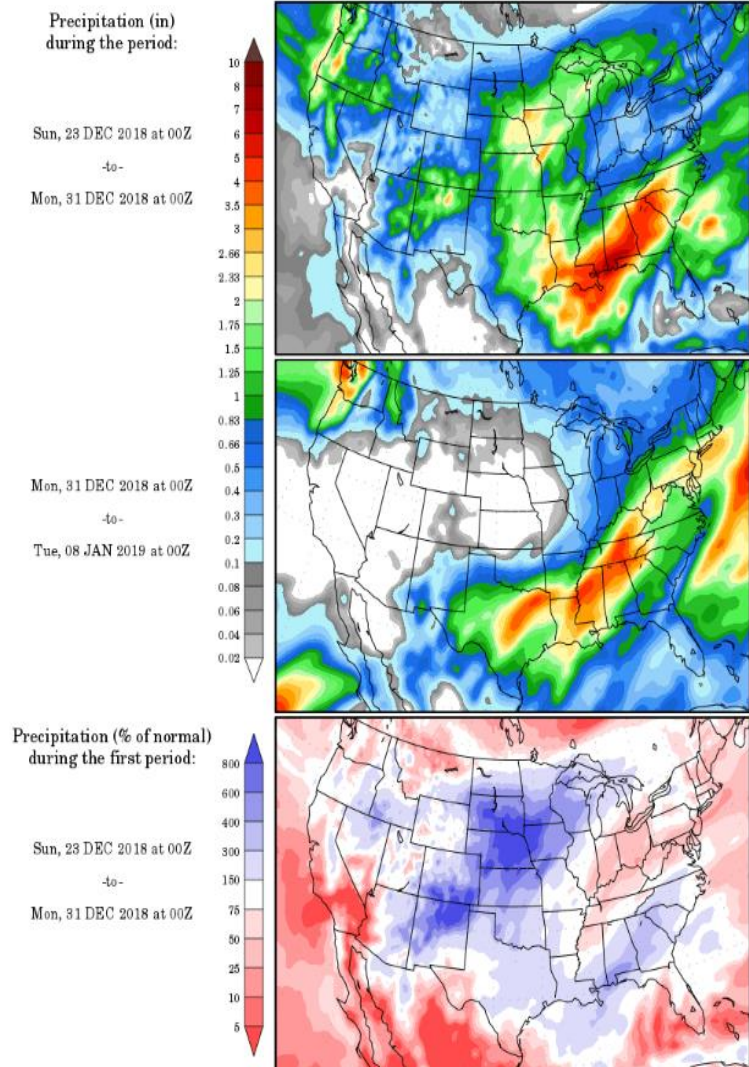 Precipitation (in)
during the period:
10
8
7
6
5
4
3.5
3
2.66
2.33
2
1.75
1.5
1.25
1
0.83
0.66
0.5
0.4
0.3
0.2
0.1
0.08
0.06
0.04
0.02
Sun, 23 DEC 2018 at 00Z
-to-
Mon, 31 DEC 2018 at 00Z
Mon, 31 DEC 2018 at 00Z
-to-
Tue, 08 JAN 2019 at 00Z
Precipitation (% of normal)
during the first period:
800
600
400
300
150
75
50
25
10
5
Sun, 23 DEC 2018 at 00Z
-to-
Mon, 31 DEC 2018 at 00Z